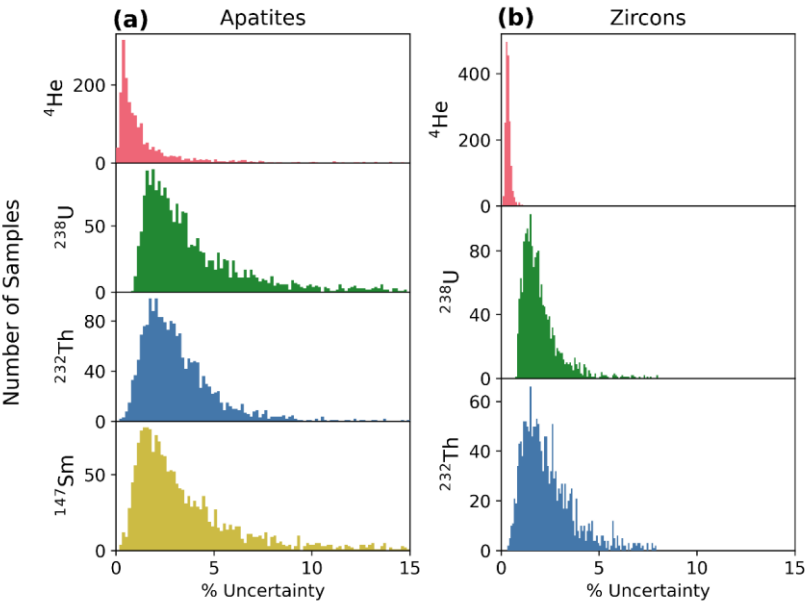 (a) Apatites
(b) Zircons
Number of Samples
⁴He
200
0
²³⁸U
50
0
²³²Th
80
40
0
¹⁴⁷Sm
50
0
0 5 10 15
% Uncertainty
⁴He
400
200
0
²³⁸U
80
40
0
²³²Th
60
40
20
0
0 5 10 15
% Uncertainty